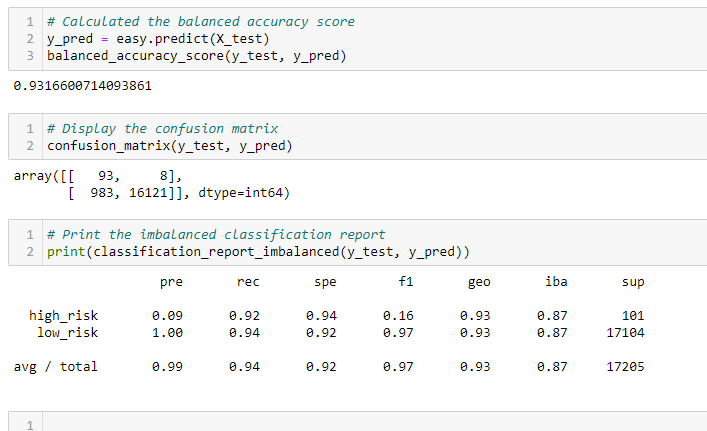 1 # Calculated the balanced accuracy score
2 y_pred = easy.predict(X_test)
3 balanced_accuracy_score(y_test, y_pred)
0.9316600714093861
1 # Display the confusion matrix
2 confusion_matrix(y_test, y_pred)
array([[   93,     8],
       [  983, 16121]], dtype=int64)
1 # Print the imbalanced classification report
2 print(classification_report_imbalanced(y_test, y_pred))
pre rec spe f1 geo iba sup
high_risk 0.09 0.92 0.94 0.16 0.93 0.87 101
low_risk 1.00 0.94 0.92 0.97 0.93 0.87 17104
avg / total 0.99 0.94 0.92 0.97 0.93 0.87 17205
1